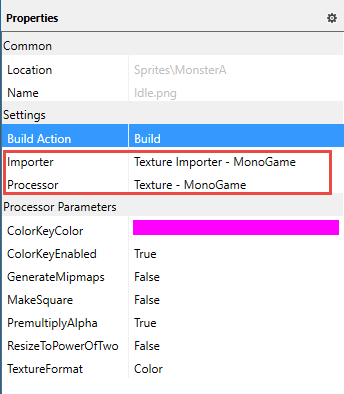 Properties
Common
Location Sprites\MonsterA
Name Idle.png
Settings
Build Action Build
Importer Texture Importer - MonoGame
Processor Texture - MonoGame
Processor Parameters
ColorKeyColor
ColorKeyEnabled True
GenerateMipmaps False
MakeSquare False
PremultiplyAlpha True
ResizeToPowerOfTwo False
TextureFormat Color